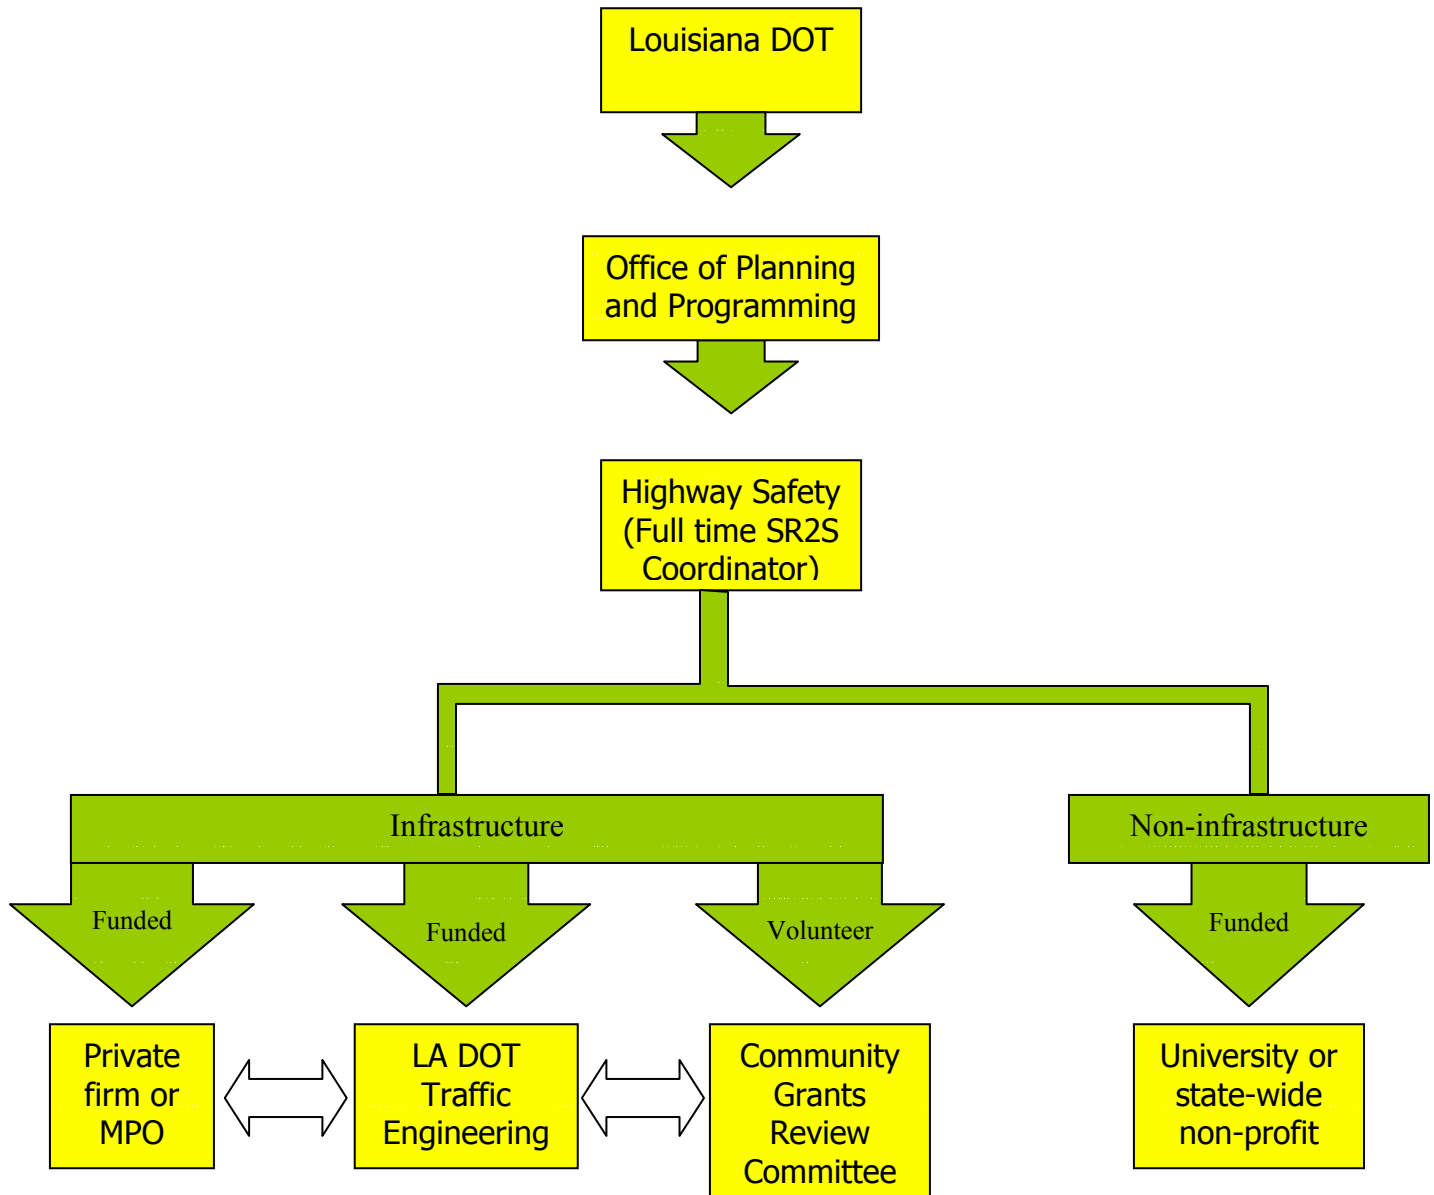 Louisiana DOT
Office of Planning
and Programming
Highway Safety
(Full time SR2S
Coordinator)
Infrastructure
Non-infrastructure
Funded
Funded
Volunteer
Funded
Private
firm or
MPO
LA DOT
Traffic
Engineering
Community
Grants
Review
Committee
University or
state-wide
non-profit